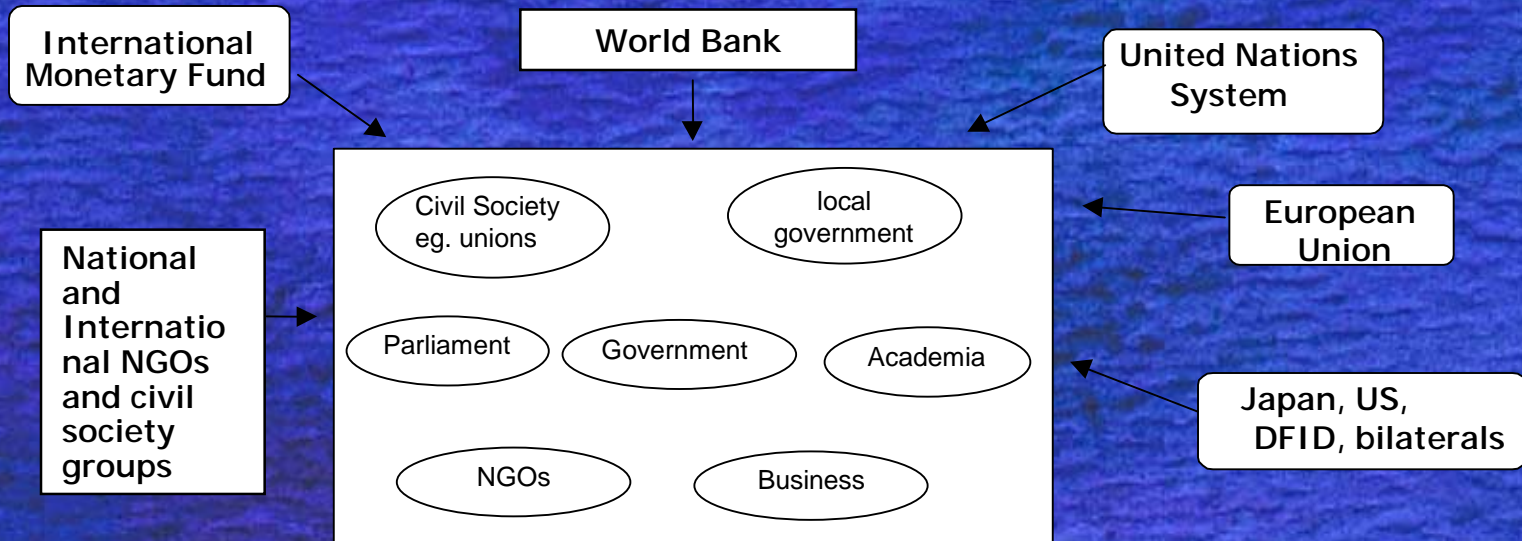 International
Monetary Fund
World Bank
United Nations
System
European
Union
Japan, US,
DFID, bilaterals
National
and
Internatio
nal NGOs
and civil
society
groups
Civil Society
eg. unions
local
government
Parliament
Government
Academia
NGOs
Business